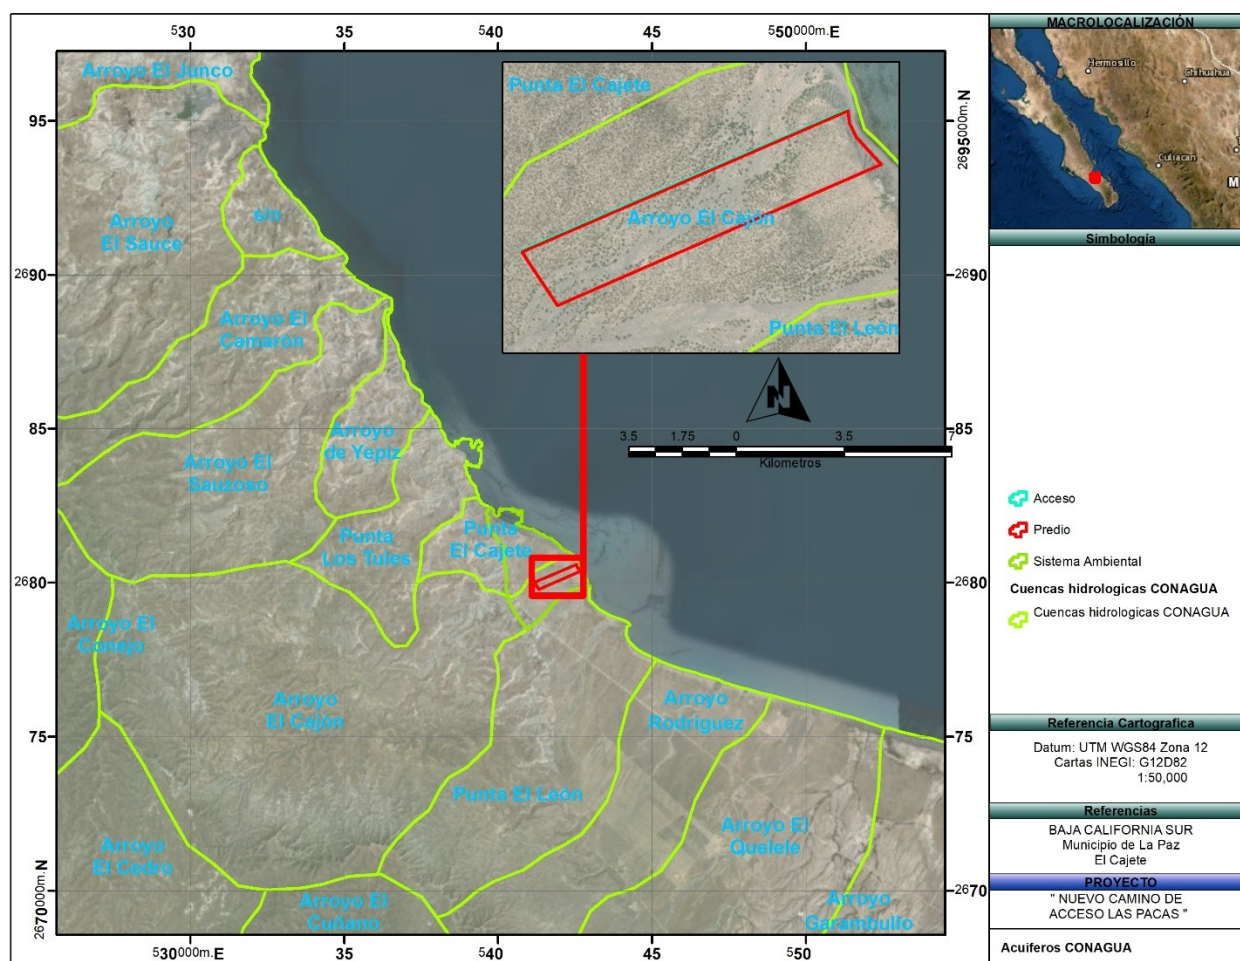 530000m.
35
40
45
550000m.E
MACROLOCALIZACIÓN
Hermosillo
Chihuahua
Culiacan
M
Arroyo El Junco
Punta El Cajete
95
2695000m.N
Arroyo
El Sauce
s/n
Arroyo El Cajón
Simbología
2690
2690
Arroyo El
Camarón
Punta El León
N
85
85
3.5 1.75 0 3.5 7
Kilometros
Arroyo
de Yepiz
Arroyo El
Sauzoso
Punta
Los Tules
Punta
El Cajete
Acceso
Predio
Sistema Ambiental
Cuencas hidrologicas CONAGUA
Cuencas hidrologicas CONAGUA
2680
2680
Arroyo El
Conejo
Arroyo
El Cajón
Arroyo
Rodriguez
75
75
Referencia Cartografica
Datum: UTM WGS84 Zona 12
Cartas INEGI: G12D82
1:50,000
Punta El León
Arroyo El
Quelele
Referencias
BAJA CALIFORNIA SUR
Municipio de La Paz
El Cajete
Arroyo
El Cedro
PROYECTO
" NUEVO CAMINO DE
ACCESO LAS PACAS "
2670000m.N
2670
Arroyo El
Cuñano
Arroyo
Garambullo
530000m.E
35
40
45
550
Acuiferos CONAGUA